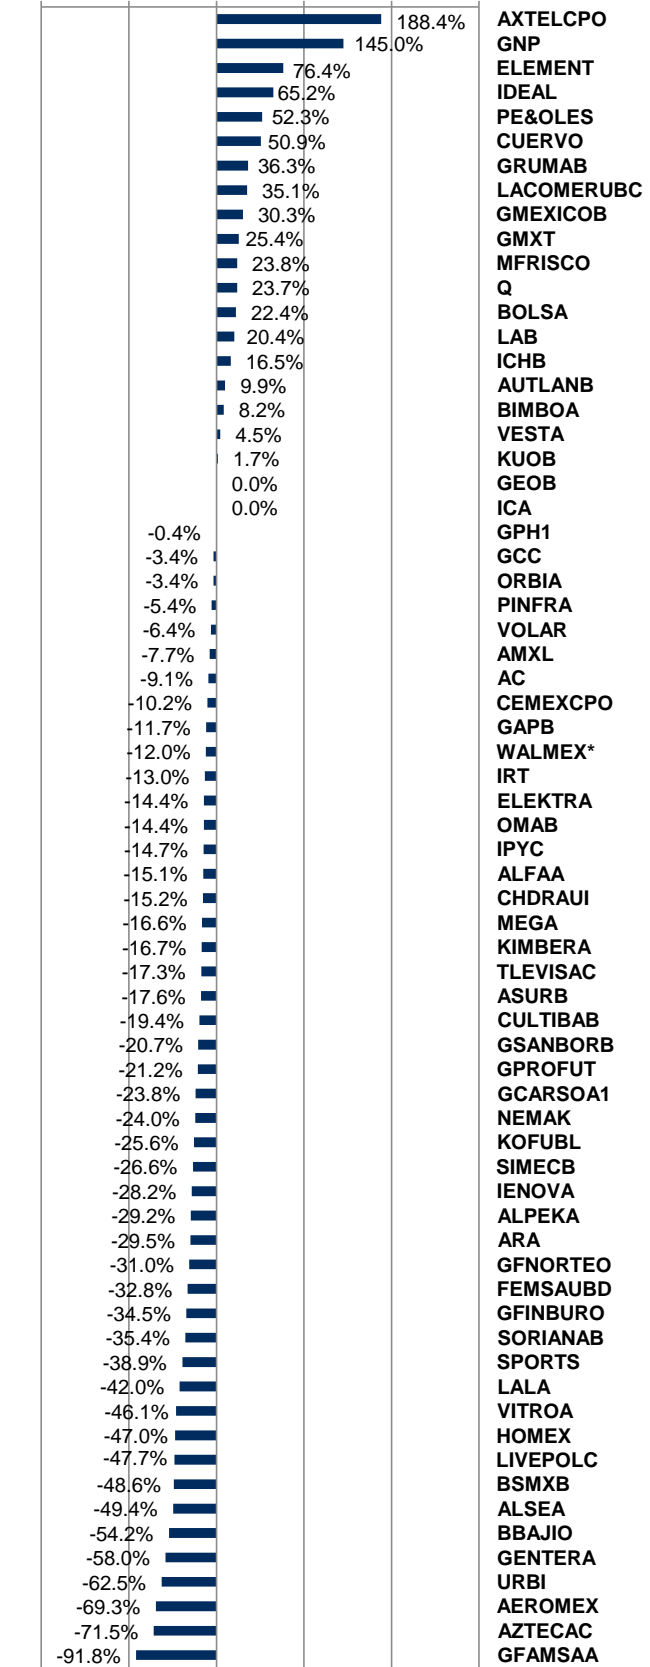 188.4% AXTELCPO
145.0% GNP
76.4% ELEMENT
65.2% IDEAL
52.3% PE&OLES
50.9% CUERVO
36.3% GRUMAB
35.1% LACOMERUBC
30.3% GMEXICOB
25.4% GMXT
23.8% MFRISCO
23.7% Q
22.4% BOLSA
20.4% LAB
16.5% ICHB
9.9% AUTLANB
8.2% BIMBOA
4.5% VESTA
1.7% KUOB
0.0% GEOB
0.0% ICA
-0.4% GPH1
-3.4% GCC
-3.4% ORBIA
-5.4% PINFRA
-6.4% VOLAR
-7.7% AMXL
-9.1% AC
-10.2% CEMEXCPO
-11.7% GAPB
-12.0% WALMEX*
-13.0% IRT
-14.4% ELEKTRA
-14.4% OMAB
-14.7% IPYC
-15.1% ALFAA
-15.2% CHDRAUI
-16.6% MEGA
-16.7% KIMBERA
-17.3% TLEVISAC
-17.6% ASURB
-19.4% CULTIBAB
-20.7% GSANBORB
-21.2% GPROFUT
-23.8% GCARSOA1
-24.0% NEMAK
-25.6% KOFUBL
-26.6% SIMECB
-28.2% IENOVA
-29.2% ALPEKA
-29.5% ARA
-31.0% GFNORTEO
-32.8% FEMSAUBD
-34.5% GFINBURO
-35.4% SORIANAB
-38.9% SPORTS
-42.0% LALA
-46.1% VITROA
-47.0% HOMEX
-47.7% LIVEPOLC
-48.6% BSMXB
-49.4% ALSEA
-54.2% BBAJIO
-58.0% GENTERA
-62.5% URBI
-69.3% AEROMEX
-71.5% AZTECAC
-91.8% GFAMSAA